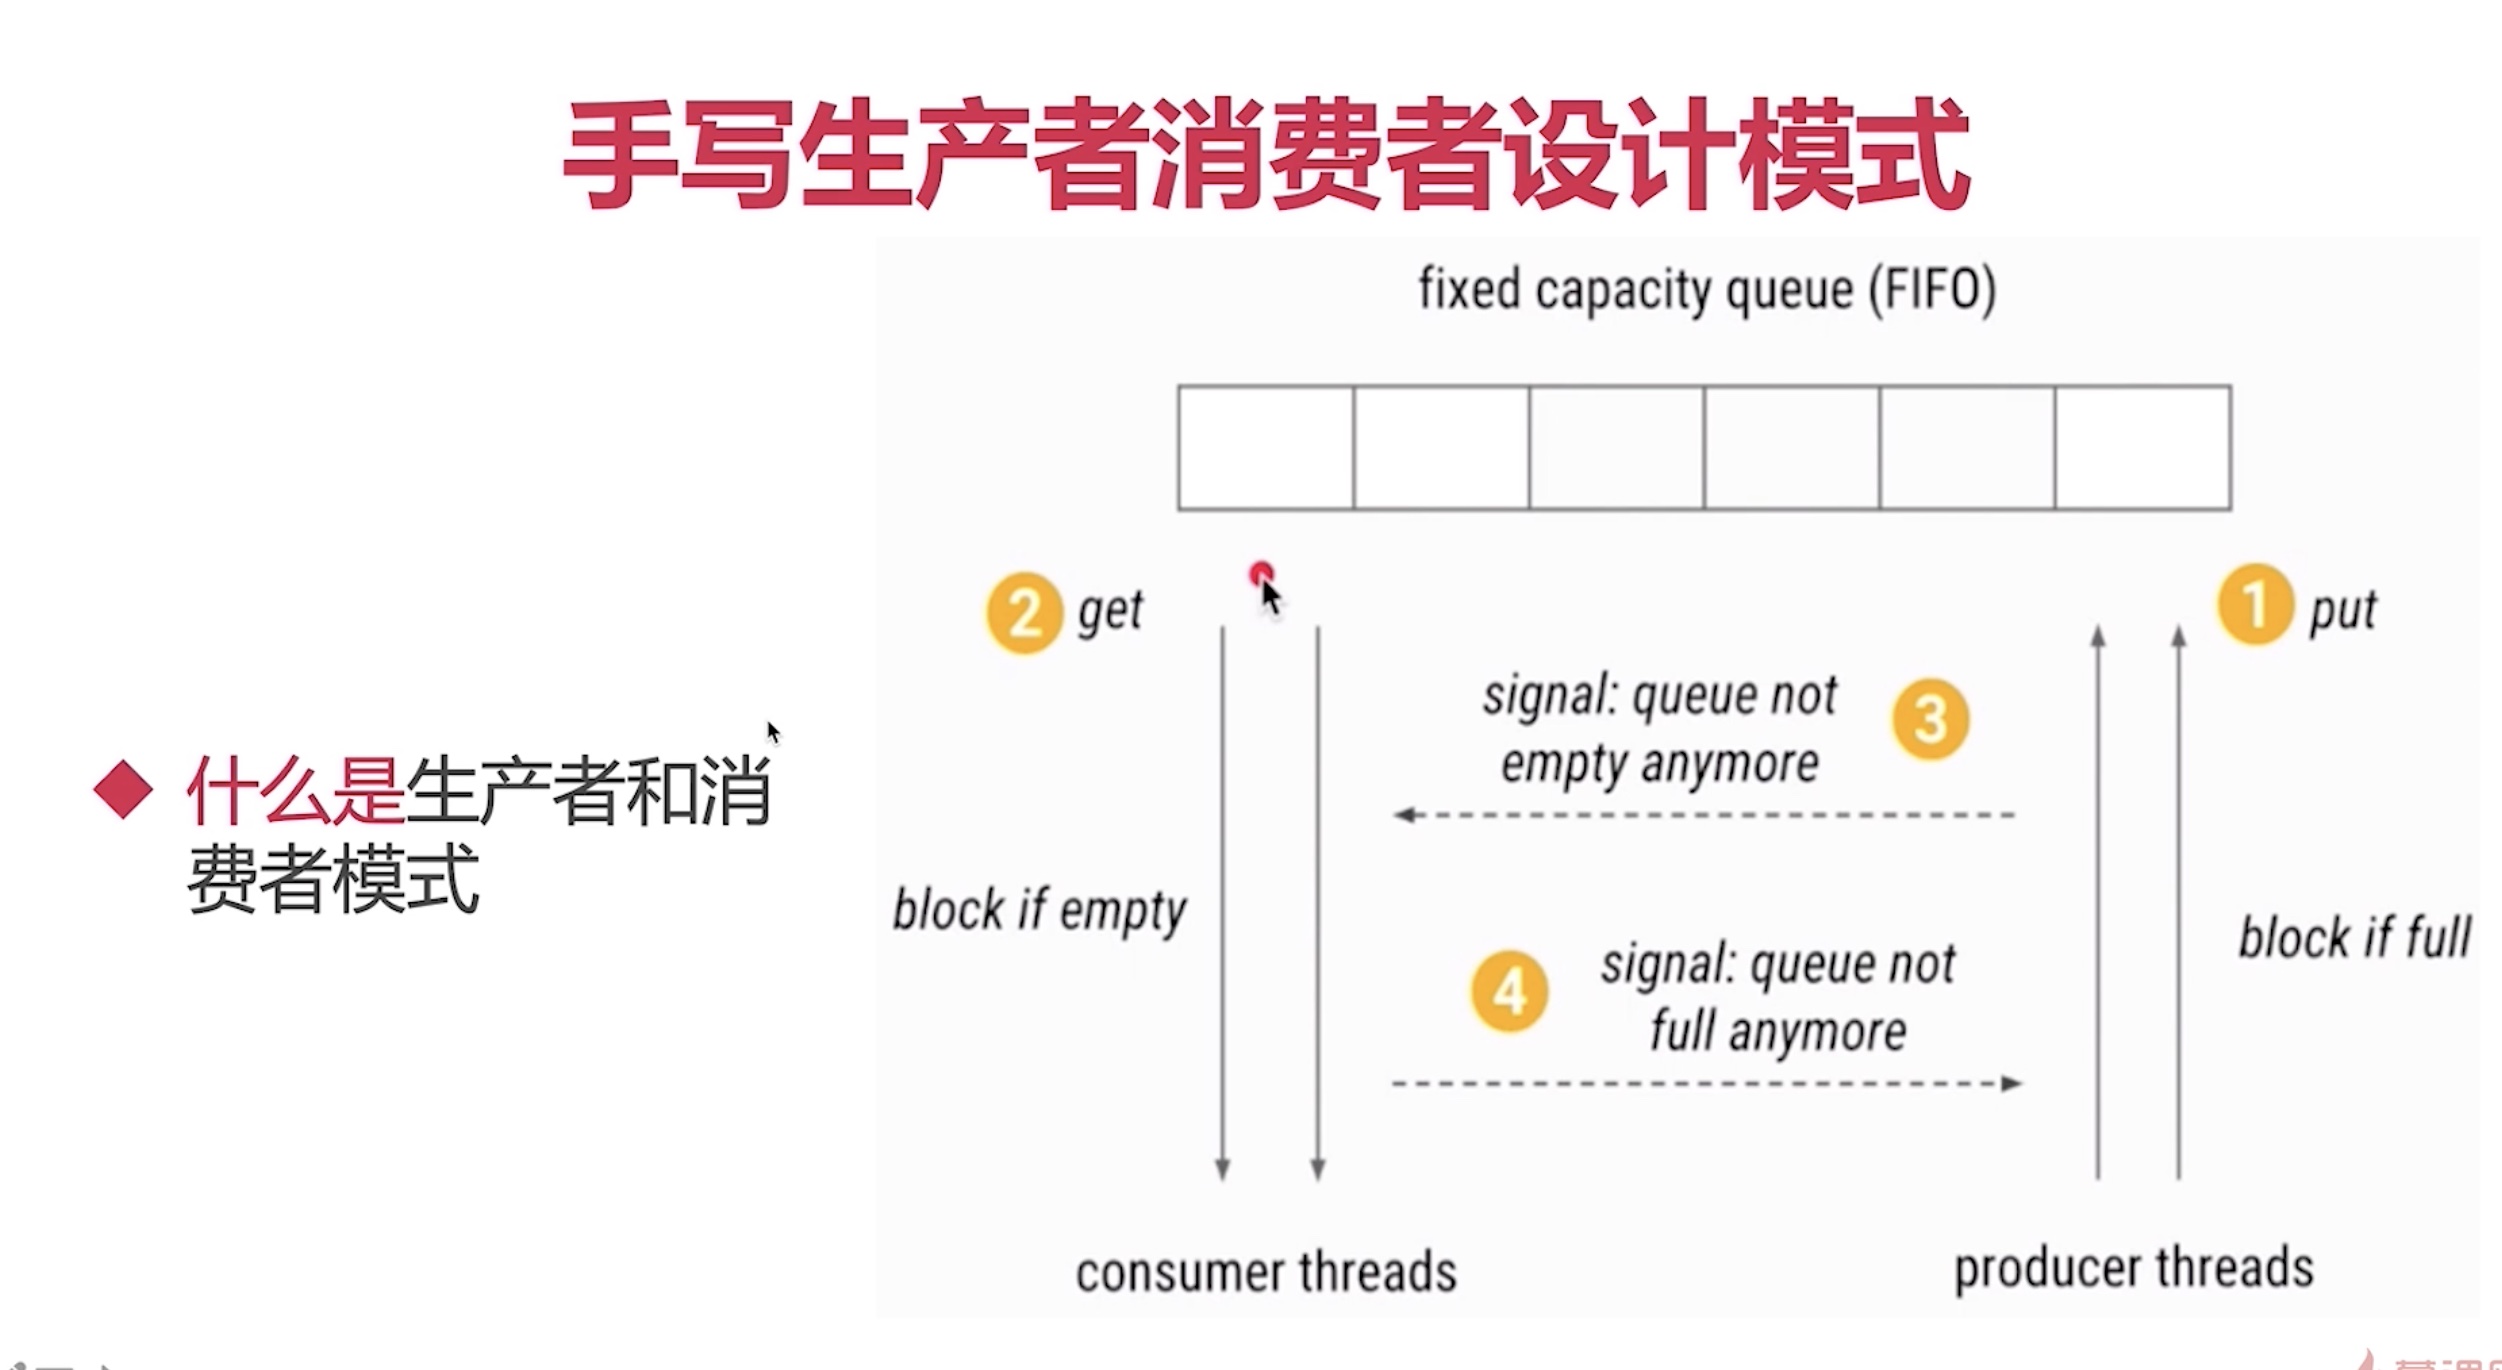 手写生产者消费者设计模式
fixed capacity queue (FIFO)
2 get
1 put
signal: queue not
empty anymore
3
什么是生产者和消
费者模式
block if empty
block if full
4
signal: queue not
full anymore
consumer threads
producer threads